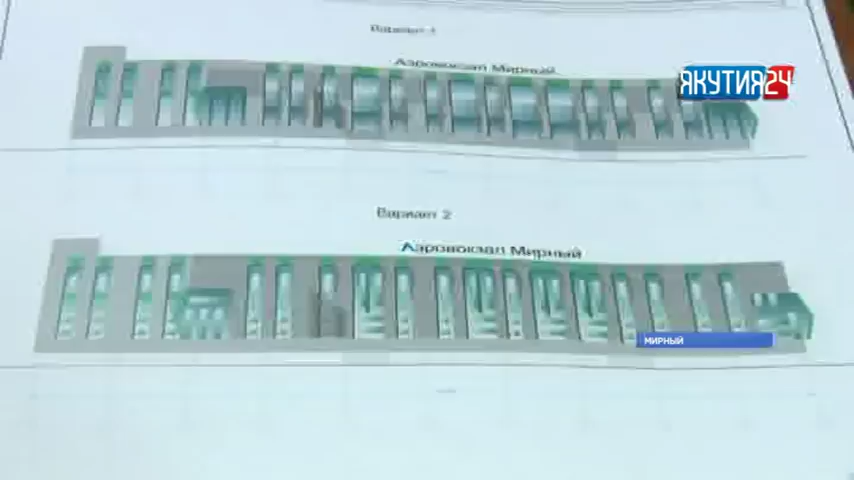 Вариант 1
Аэровокзал Мирный
ЯКУТИЯ24
Вариант 2
Аэровокзал Мирный
МИРНЫЙ